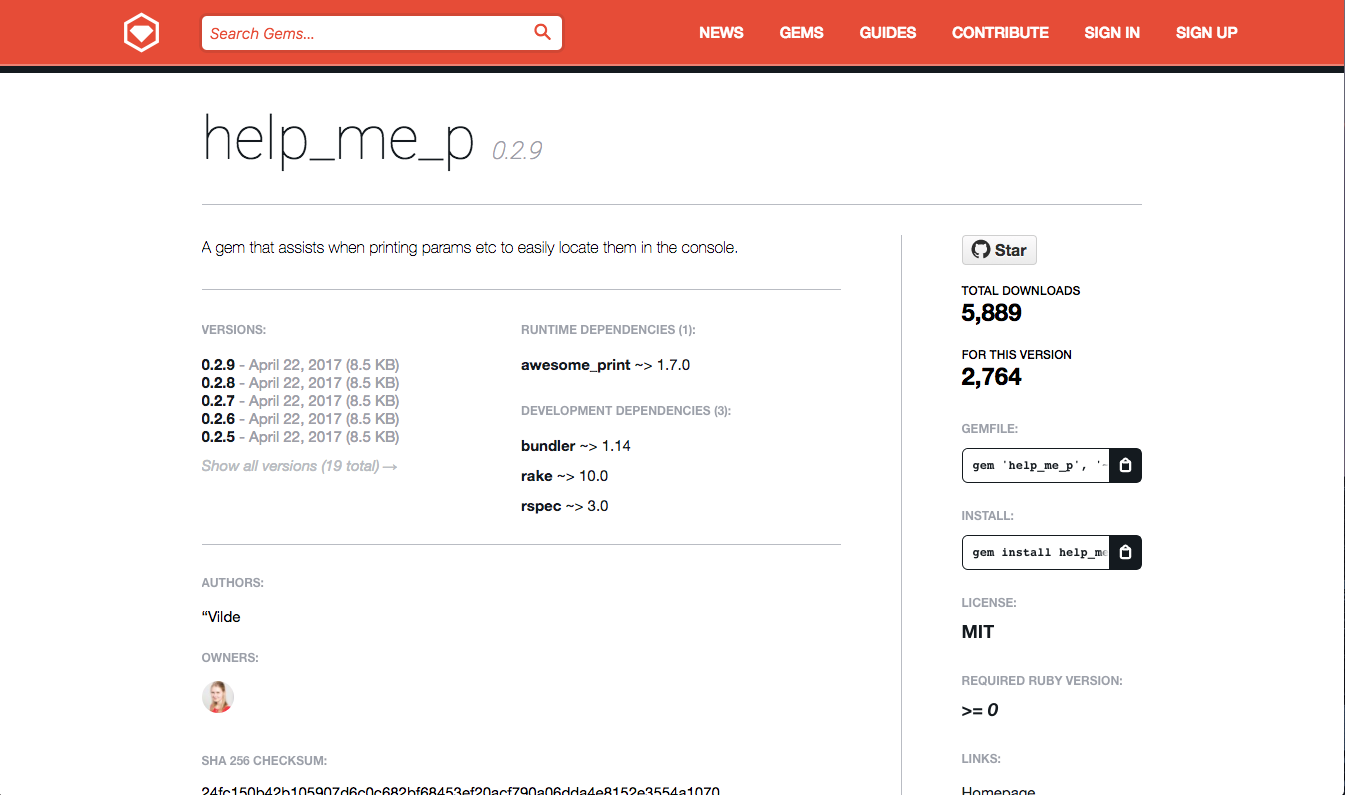 Search Gems...
NEWS
GEMS
GUIDES
CONTRIBUTE
SIGN IN
SIGN UP
help_me_p 0.2.9
A gem that assists when printing params etc to easily locate them in the console.
VERSIONS:
0.2.9 - April 22, 2017 (8.5 KB)
0.2.8 - April 22, 2017 (8.5 KB)
0.2.7 - April 22, 2017 (8.5 KB)
0.2.6 - April 22, 2017 (8.5 KB)
0.2.5 - April 22, 2017 (8.5 KB)
Show all versions (19 total) →
RUNTIME DEPENDENCIES (1):
awesome_print ~> 1.7.0
DEVELOPMENT DEPENDENCIES (3):
bundler ~> 1.14
rake ~> 10.0
rspec ~> 3.0
AUTHORS:
“Vilde
OWNERS:
SHA 256 CHECKSUM:
24fc150b42b105907d6c0c682bf68453ef20acf790a06dda4e8152e3554a1070
Star
TOTAL DOWNLOADS
5,889
FOR THIS VERSION
2,764
GEMFILE:
gem 'help_me_p', '~
INSTALL:
gem install help_me
LICENSE:
MIT
REQUIRED RUBY VERSION:
>= 0
LINKS:
Homepage